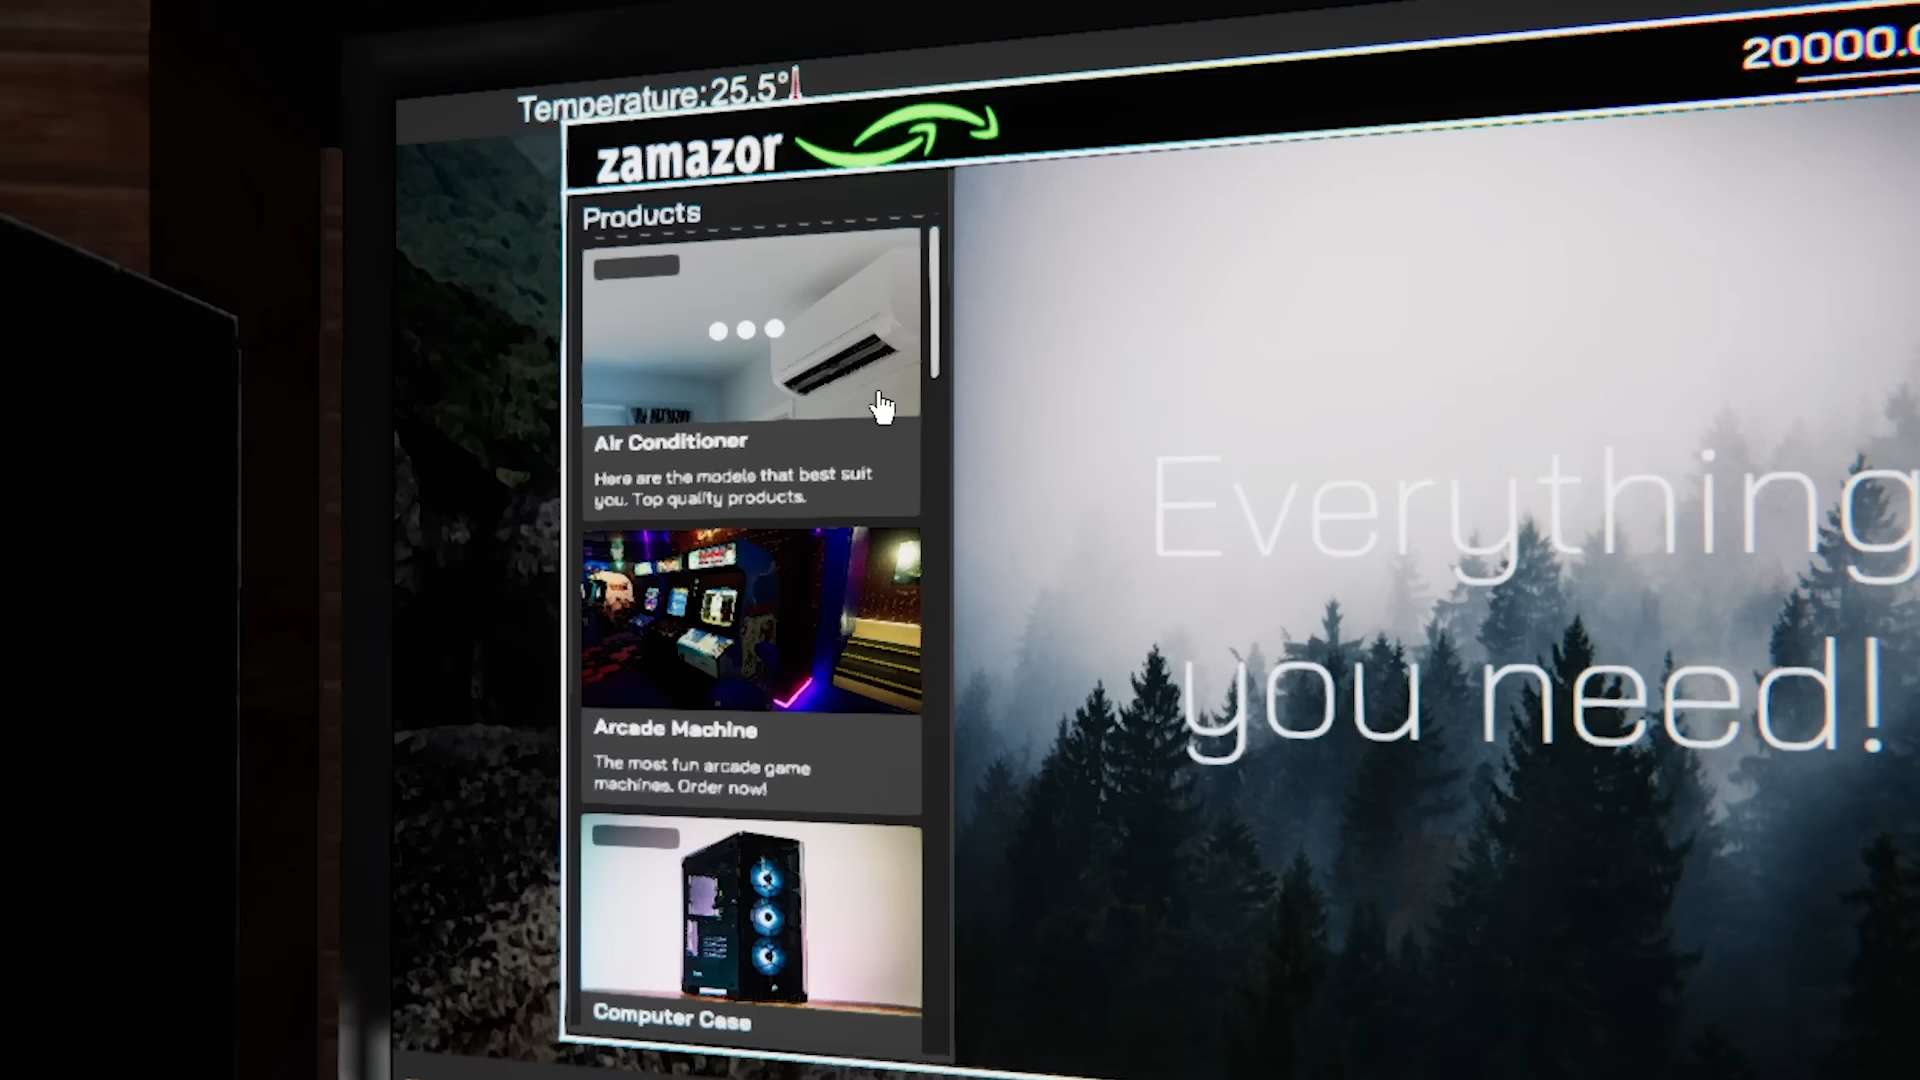 Temperature:25.5°
20000.0
zamazor
Products
Air Conditioner
Here are the models that best suit
you. Top quality products.
Everything
you need!
Arcade Machine
The most fun arcade game
machines. Order now!
Computer Case